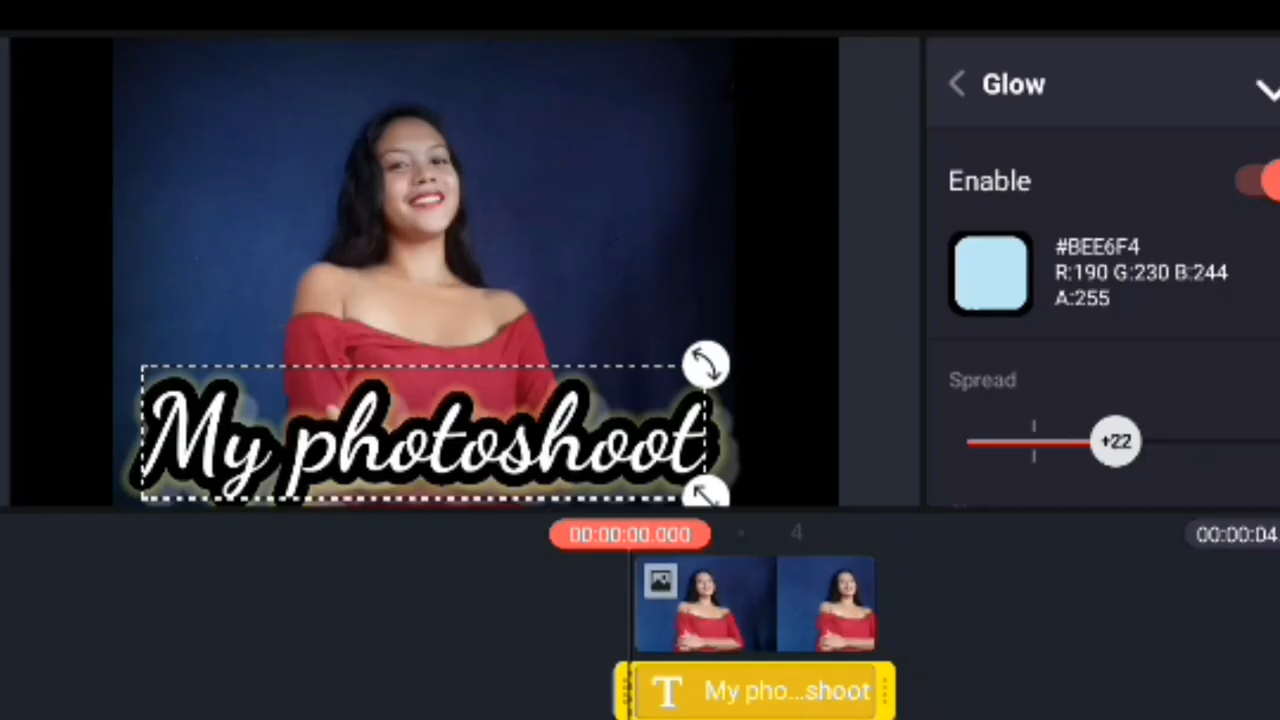 Glow
Enable
#BEE6F4
R:190 G:230 B:244
A:255
Spread
+22
My photoshoot
00:00:00.000
4
00:00:04
T My pho...shoot